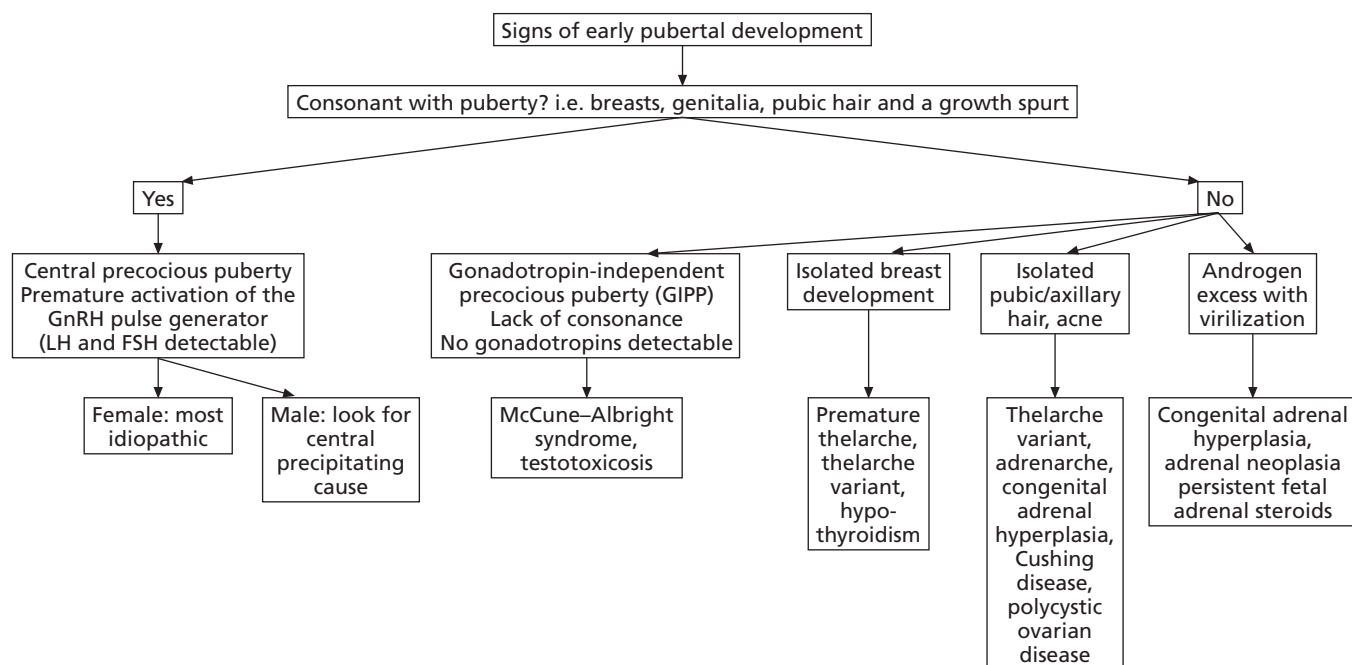 Signs of early pubertal development
Consonant with puberty? i.e. breasts, genitalia, pubic hair and a growth spurt
Yes
No
Central precocious puberty
Premature activation of the
GnRH pulse generator
(LH and FSH detectable)
Gonadotropin-independent
precocious puberty (GIPP)
Lack of consonance
No gonadotropins detectable
Isolated breast
development
Isolated
pubic/axillary
hair, acne
Androgen
excess with
virilization
Female: most
idiopathic
Male: look for
central
precipitating
cause
McCune–Albright
syndrome,
testotoxicosis
Premature
thelarche,
thelarche
variant,
hypo-
thyroidism
Thelarche
variant,
adrenarche,
congenital
adrenal
hyperplasia,
Cushing
disease,
polycystic
ovarian
disease
Congenital adrenal
hyperplasia,
adrenal neoplasia
persistent fetal
adrenal steroids